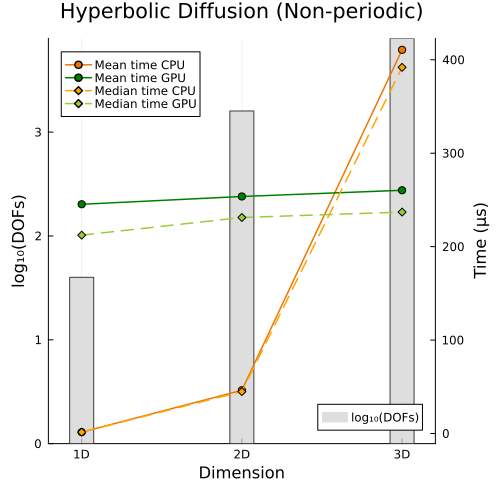 Hyperbolic Diffusion (Non-periodic)
Mean time CPU
Mean time GPU
Median time CPU
Median time GPU
log₁₀(DOFs)
3
2
1
0
400
300
200
100
0
Time (μs)
log₁₀(DOFs)
1D
2D
3D
Dimension